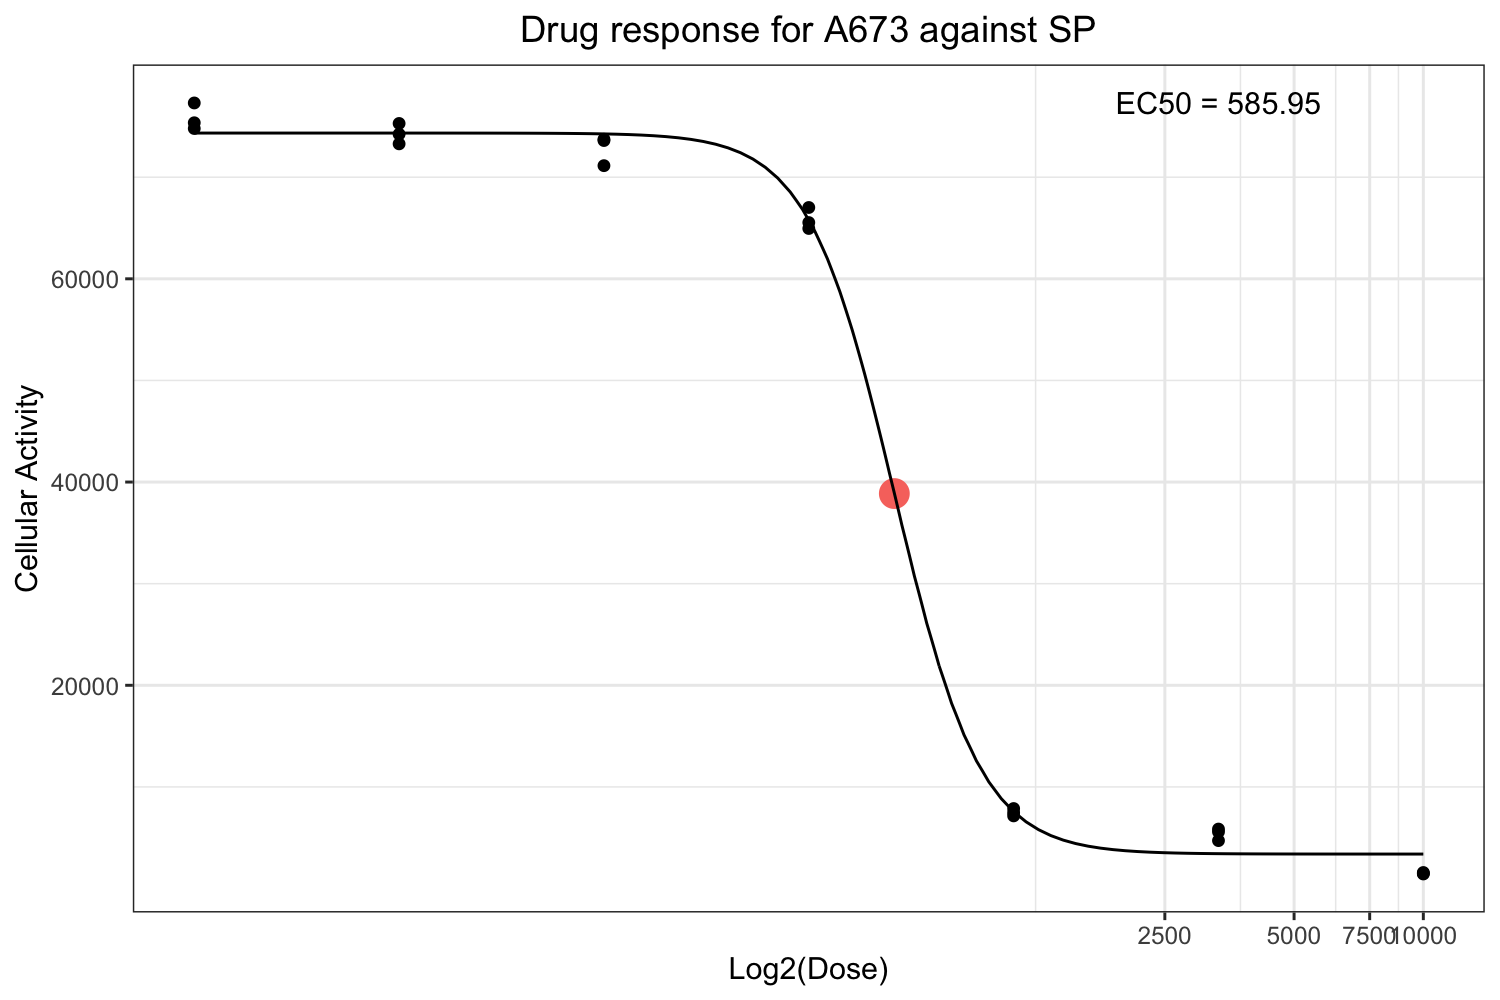 Drug response for A673 against SP
EC50 = 585.95
60000
40000
20000
Cellular Activity
2500 5000 7500 10000
Log2(Dose)